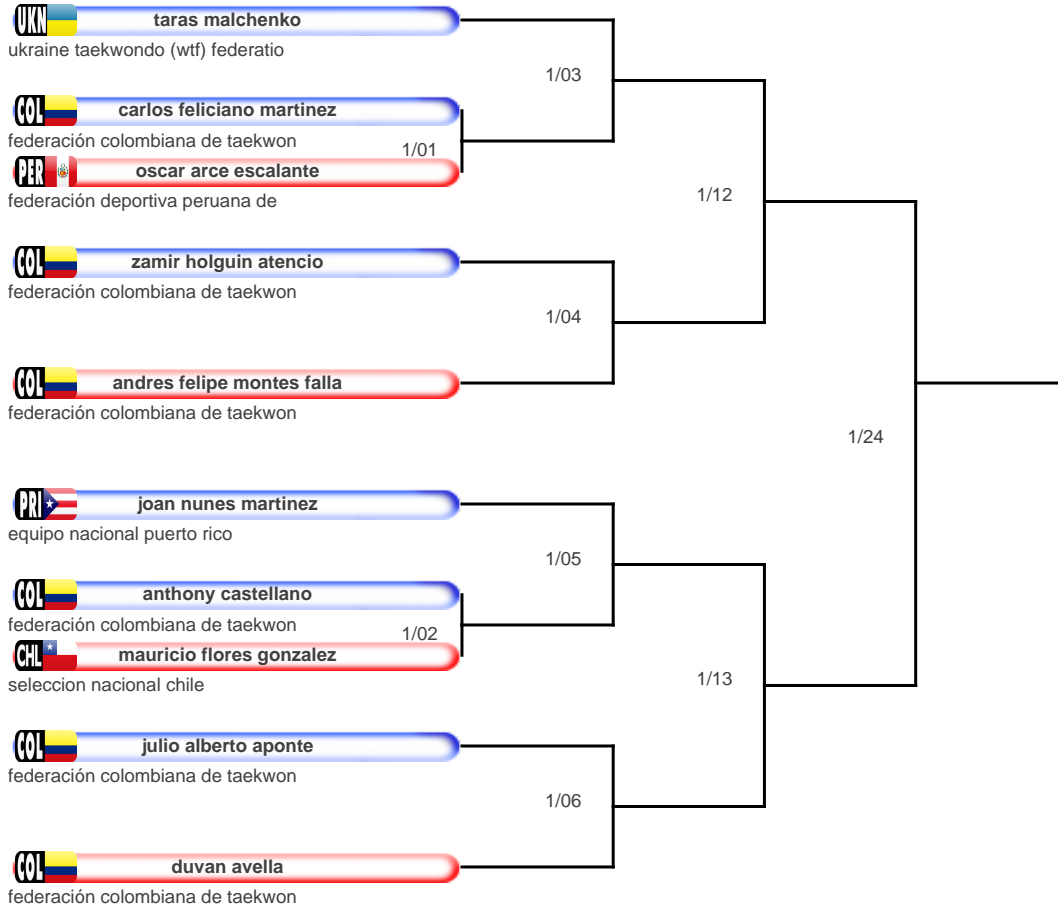 UKN taras malchenko
ukraine taekwondo (wtf) federatio
1/03
COL carlos feliciano martinez
federación colombiana de taekwon
1/01
PER oscar arce escalante
federación deportiva peruana de
1/12
COL zamir holguin atencio
federación colombiana de taekwon
1/04
COL andres felipe montes falla
federación colombiana de taekwon
1/24
PRI joan nunes martinez
equipo nacional puerto rico
1/05
COL anthony castellano
federación colombiana de taekwon
1/02
CHL mauricio flores gonzalez
seleccion nacional chile
1/13
COL julio alberto aponte
federación colombiana de taekwon
1/06
COL duvan avella
federación colombiana de taekwon